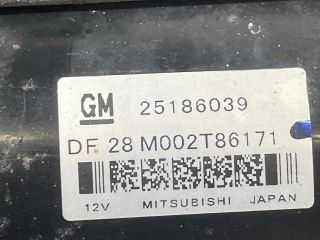 GM 25186039
DF 28 M002T86171
12V MITSUBISHI JAPAN